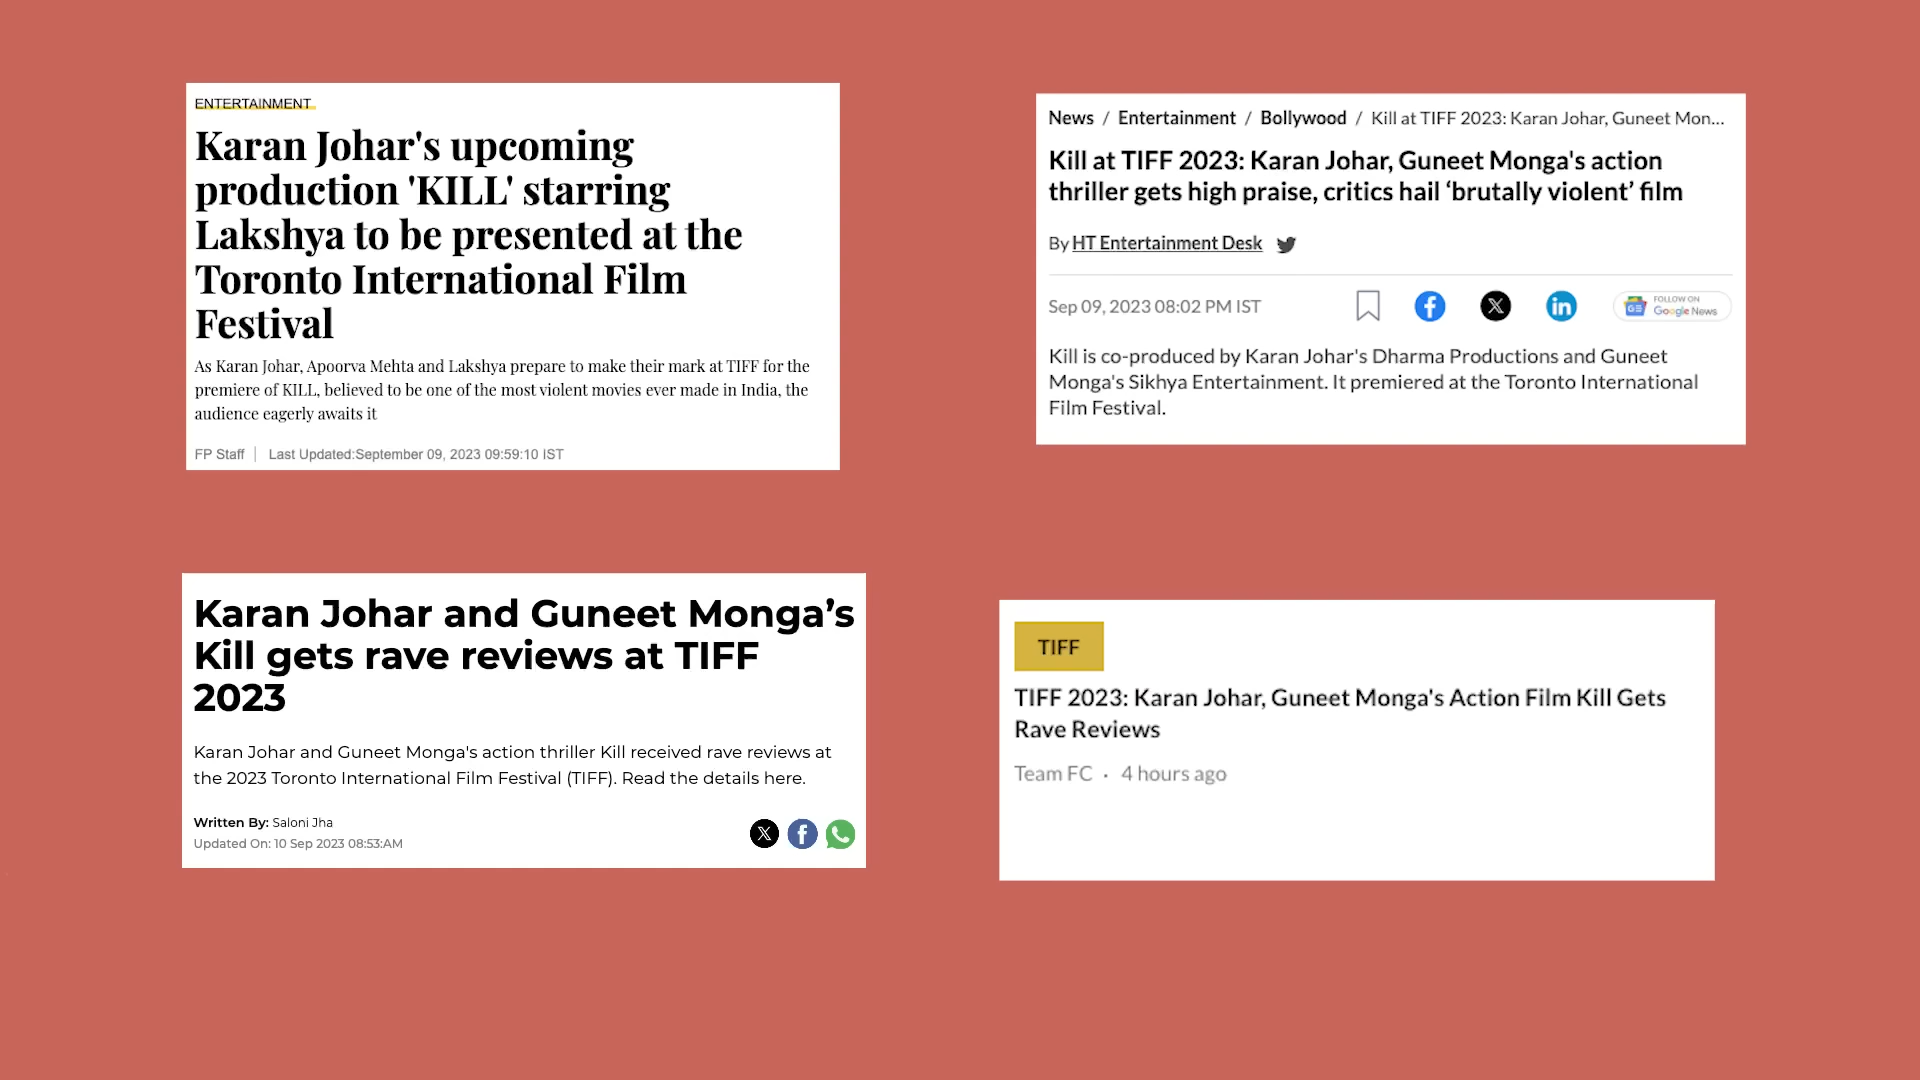 ENTERTAINMENT
Karan Johar's upcoming
production 'KILL' starring
Lakshya to be presented at the
Toronto International Film
Festival
As Karan Johar, Apoorva Mehta and Lakshya prepare to make their mark at TIFF for the
premiere of KILL, believed to be one of the most violent movies ever made in India, the
audience eagerly awaits it
FP Staff | Last Updated:September 09, 2023 09:59:10 IST
News / Entertainment / Bollywood / Kill at TIFF 2023: Karan Johar, Guneet Mon...
Kill at TIFF 2023: Karan Johar, Guneet Monga's action
thriller gets high praise, critics hail ‘brutally violent’ film
By HT Entertainment Desk
Sep 09, 2023 08:02 PM IST
FOLLOW ON
Google News
Kill is co-produced by Karan Johar's Dharma Productions and Guneet
Monga's Sikhya Entertainment. It premiered at the Toronto International
Film Festival.
Karan Johar and Guneet Monga’s
Kill gets rave reviews at TIFF
2023
Karan Johar and Guneet Monga's action thriller Kill received rave reviews at
the 2023 Toronto International Film Festival (TIFF). Read the details here.
Written By: Saloni Jha
Updated On: 10 Sep 2023 08:53:AM
TIFF
TIFF 2023: Karan Johar, Guneet Monga's Action Film Kill Gets
Rave Reviews
Team FC · 4 hours ago